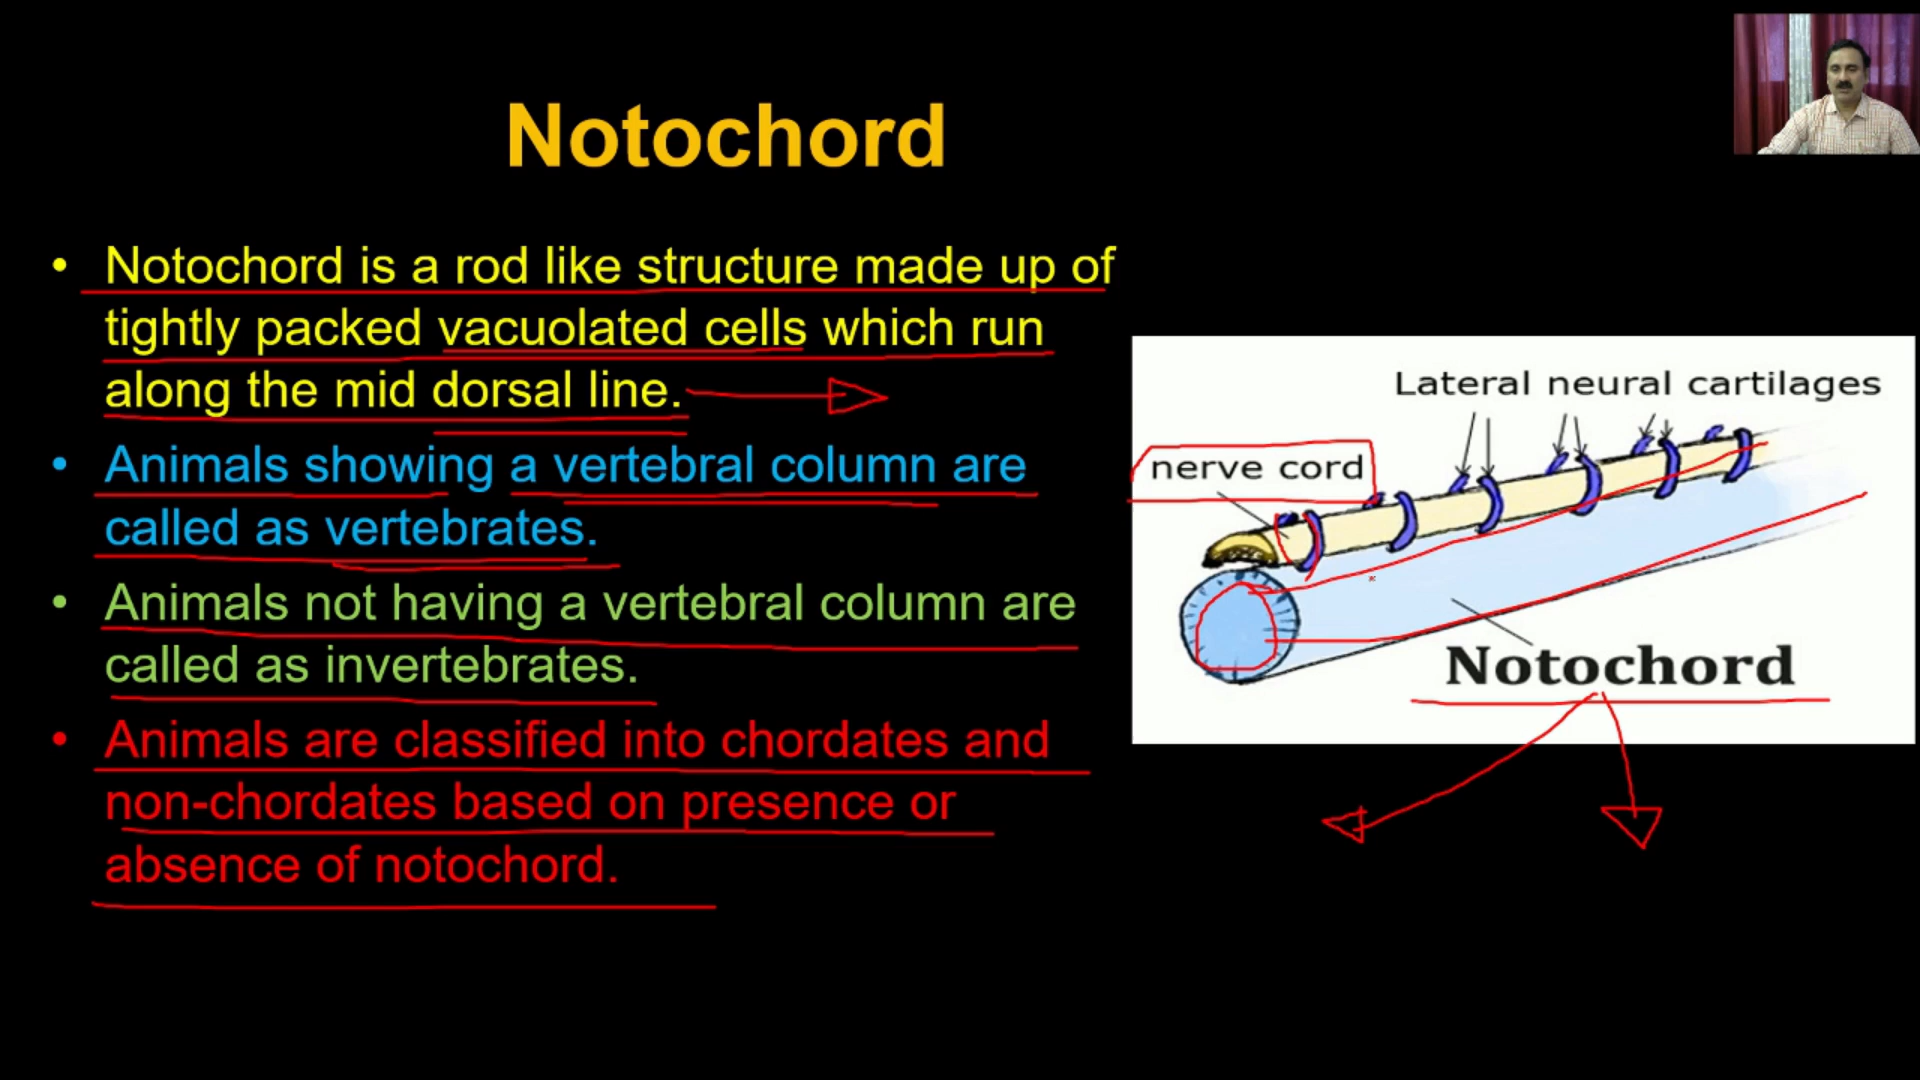 Notochord
• Notochord is a rod like structure made up of
tightly packed vacuolated cells which run
along the mid dorsal line.
• Animals showing a vertebral column are
called as vertebrates.
• Animals not having a vertebral column are
called as invertebrates.
• Animals are classified into chordates and
non-chordates based on presence or
absence of notochord.
Lateral neural cartilages
nerve cord
Notochord